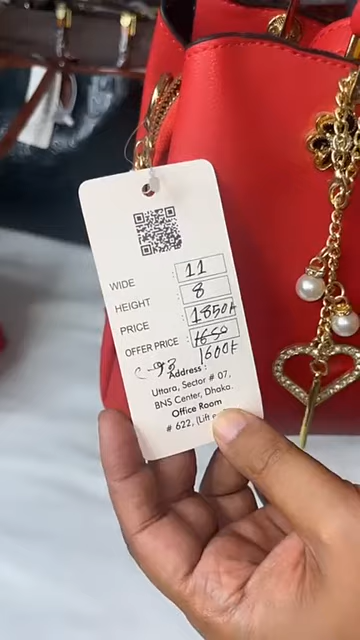 WIDE : 11
HEIGHT : 8
PRICE : 1850৳
OFFER PRICE : 1650
1600৳
C-93
Address :
Uttara, Sector # 07,
BNS Center, Dhaka.
Office Room
# 622, (Lift